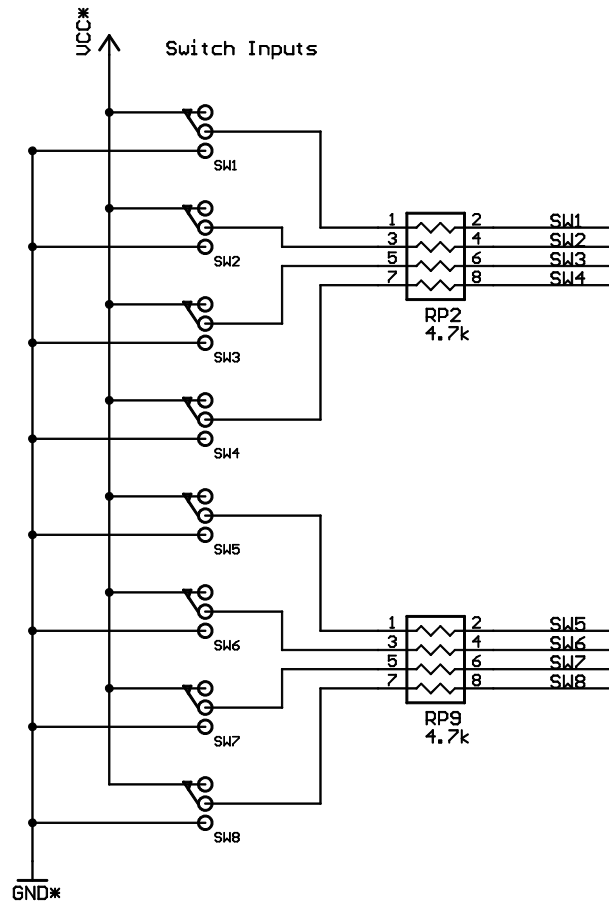 VCC*
Switch Inputs
SW1
SW2
SW3
SW4
SW5
SW6
SW7
SW8
1 2 SW1
3 4 SW2
5 6 SW3
7 8 SW4
RP2
4.7k
1 2 SW5
3 4 SW6
5 6 SW7
7 8 SW8
RP9
4.7k
GND*